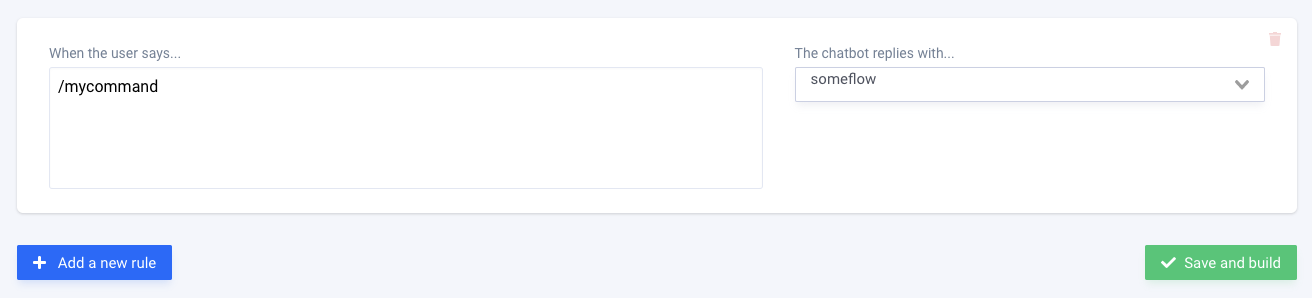 When the user says...
/mycommand
The chatbot replies with...
someflow
Add a new rule
Save and build